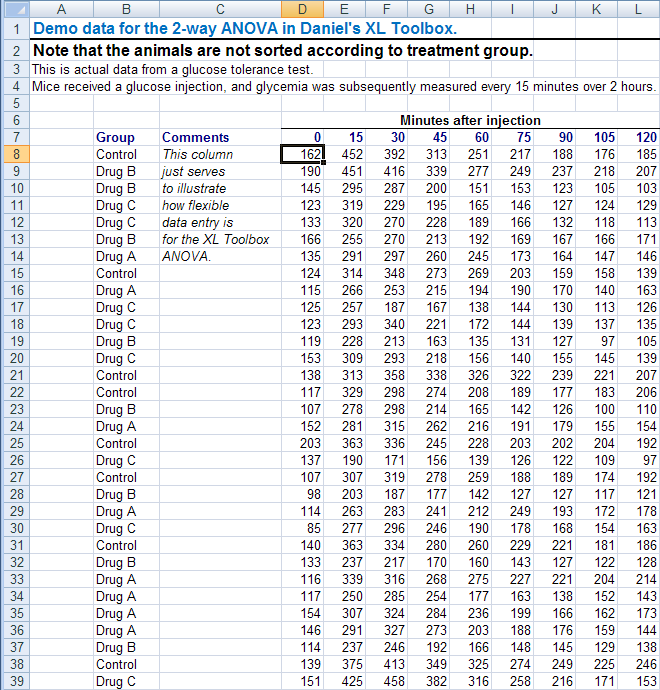 A B C D E F G H I J K L
1 Demo data for the 2-way ANOVA in Daniel's XL Toolbox.
2 Note that the animals are not sorted according to treatment group.
3 This is actual data from a glucose tolerance test.
4 Mice received a glucose injection, and glycemia was subsequently measured every 15 minutes over 2 hours.
5
6 Minutes after injection
7 Group Comments 0 15 30 45 60 75 90 105 120
8 Control This column 162 452 392 313 251 217 188 176 185
9 Drug B just serves 190 451 416 339 277 249 237 218 207
10 Drug B to illustrate 145 295 287 200 151 153 123 105 103
11 Drug C how flexible 123 319 229 195 165 146 127 124 129
12 Drug C data entry is 133 320 270 228 189 166 132 118 113
13 Drug B for the XL Toolbox 166 255 270 213 192 169 167 166 171
14 Drug A ANOVA. 135 291 297 260 245 173 164 147 146
15 Control 124 314 348 273 269 203 159 158 139
16 Drug A 115 266 253 215 194 190 170 140 163
17 Drug C 125 257 187 167 138 144 130 113 126
18 Drug C 123 293 340 221 172 144 139 137 135
19 Drug B 119 228 213 163 135 131 127 97 105
20 Drug C 153 309 293 218 156 140 155 145 139
21 Control 138 313 358 338 326 322 239 221 207
22 Control 117 329 298 274 208 189 177 183 206
23 Drug B 107 278 298 214 165 142 126 100 110
24 Drug A 152 281 315 262 216 191 179 155 154
25 Control 203 363 336 245 228 203 202 204 192
26 Drug C 137 190 171 156 139 126 122 109 97
27 Control 107 307 319 278 259 188 189 174 192
28 Drug B 98 203 187 177 142 127 127 117 121
29 Drug A 114 263 283 241 212 249 193 172 178
30 Drug C 85 277 296 246 190 178 168 154 163
31 Control 140 363 334 280 260 229 221 181 186
32 Drug B 133 237 217 170 160 143 127 122 128
33 Drug A 116 339 316 268 275 227 221 204 214
34 Drug A 117 250 285 254 177 163 138 152 143
35 Drug A 154 307 324 284 236 199 166 162 173
36 Drug A 146 291 327 273 203 188 176 159 144
37 Drug B 114 237 246 192 166 148 145 129 138
38 Control 139 375 413 349 325 274 249 225 246
39 Drug C 151 425 458 382 316 258 216 171 153